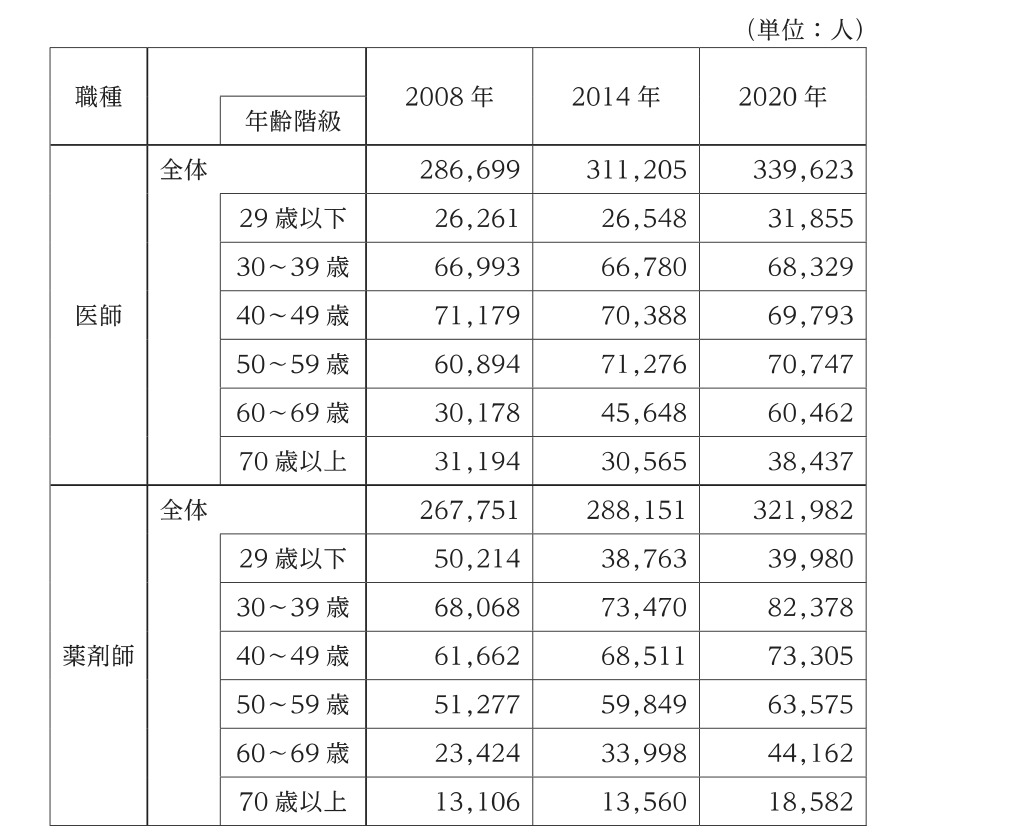 （単位：人）
職種 年齢階級 2008年 2014年 2020年
医師 全体 286,699 311,205 339,623
29歳以下 26,261 26,548 31,855
30～39歳 66,993 66,780 68,329
40～49歳 71,179 70,388 69,793
50～59歳 60,894 71,276 70,747
60～69歳 30,178 45,648 60,462
70歳以上 31,194 30,565 38,437
薬剤師 全体 267,751 288,151 321,982
29歳以下 50,214 38,763 39,980
30～39歳 68,068 73,470 82,378
40～49歳 61,662 68,511 73,305
50～59歳 51,277 59,849 63,575
60～69歳 23,424 33,998 44,162
70歳以上 13,106 13,560 18,582